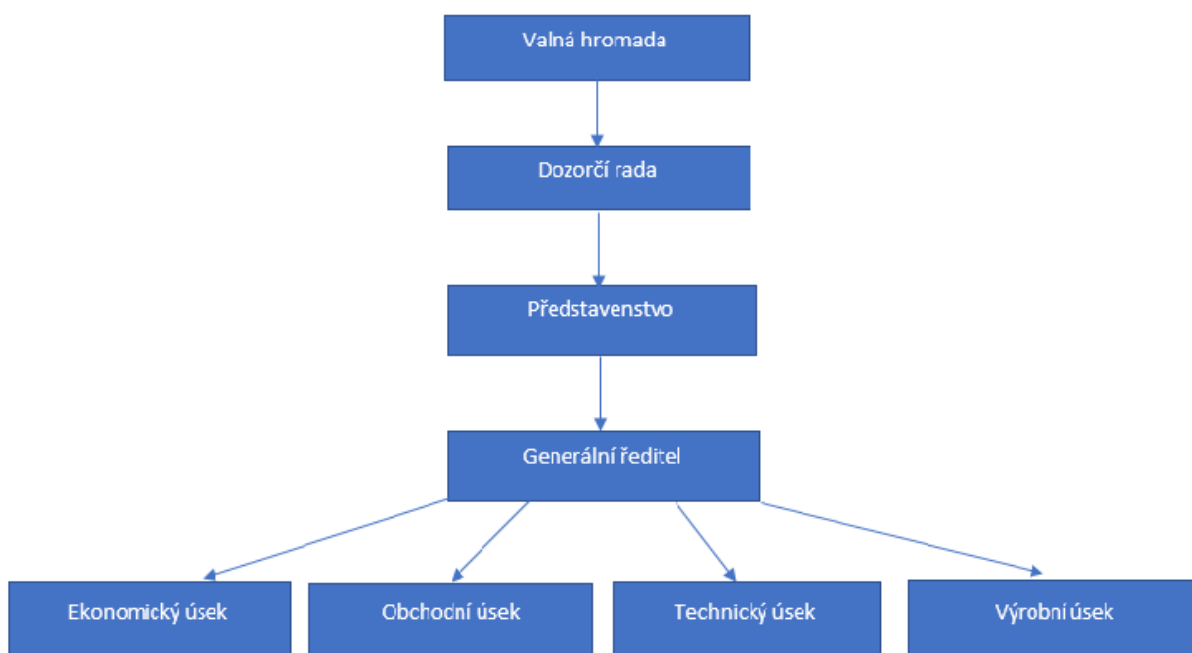 Valná hromada
Dozorčí rada
Představenstvo
Generální ředitel
Ekonomický úsek
Obchodní úsek
Technický úsek
Výrobní úsek